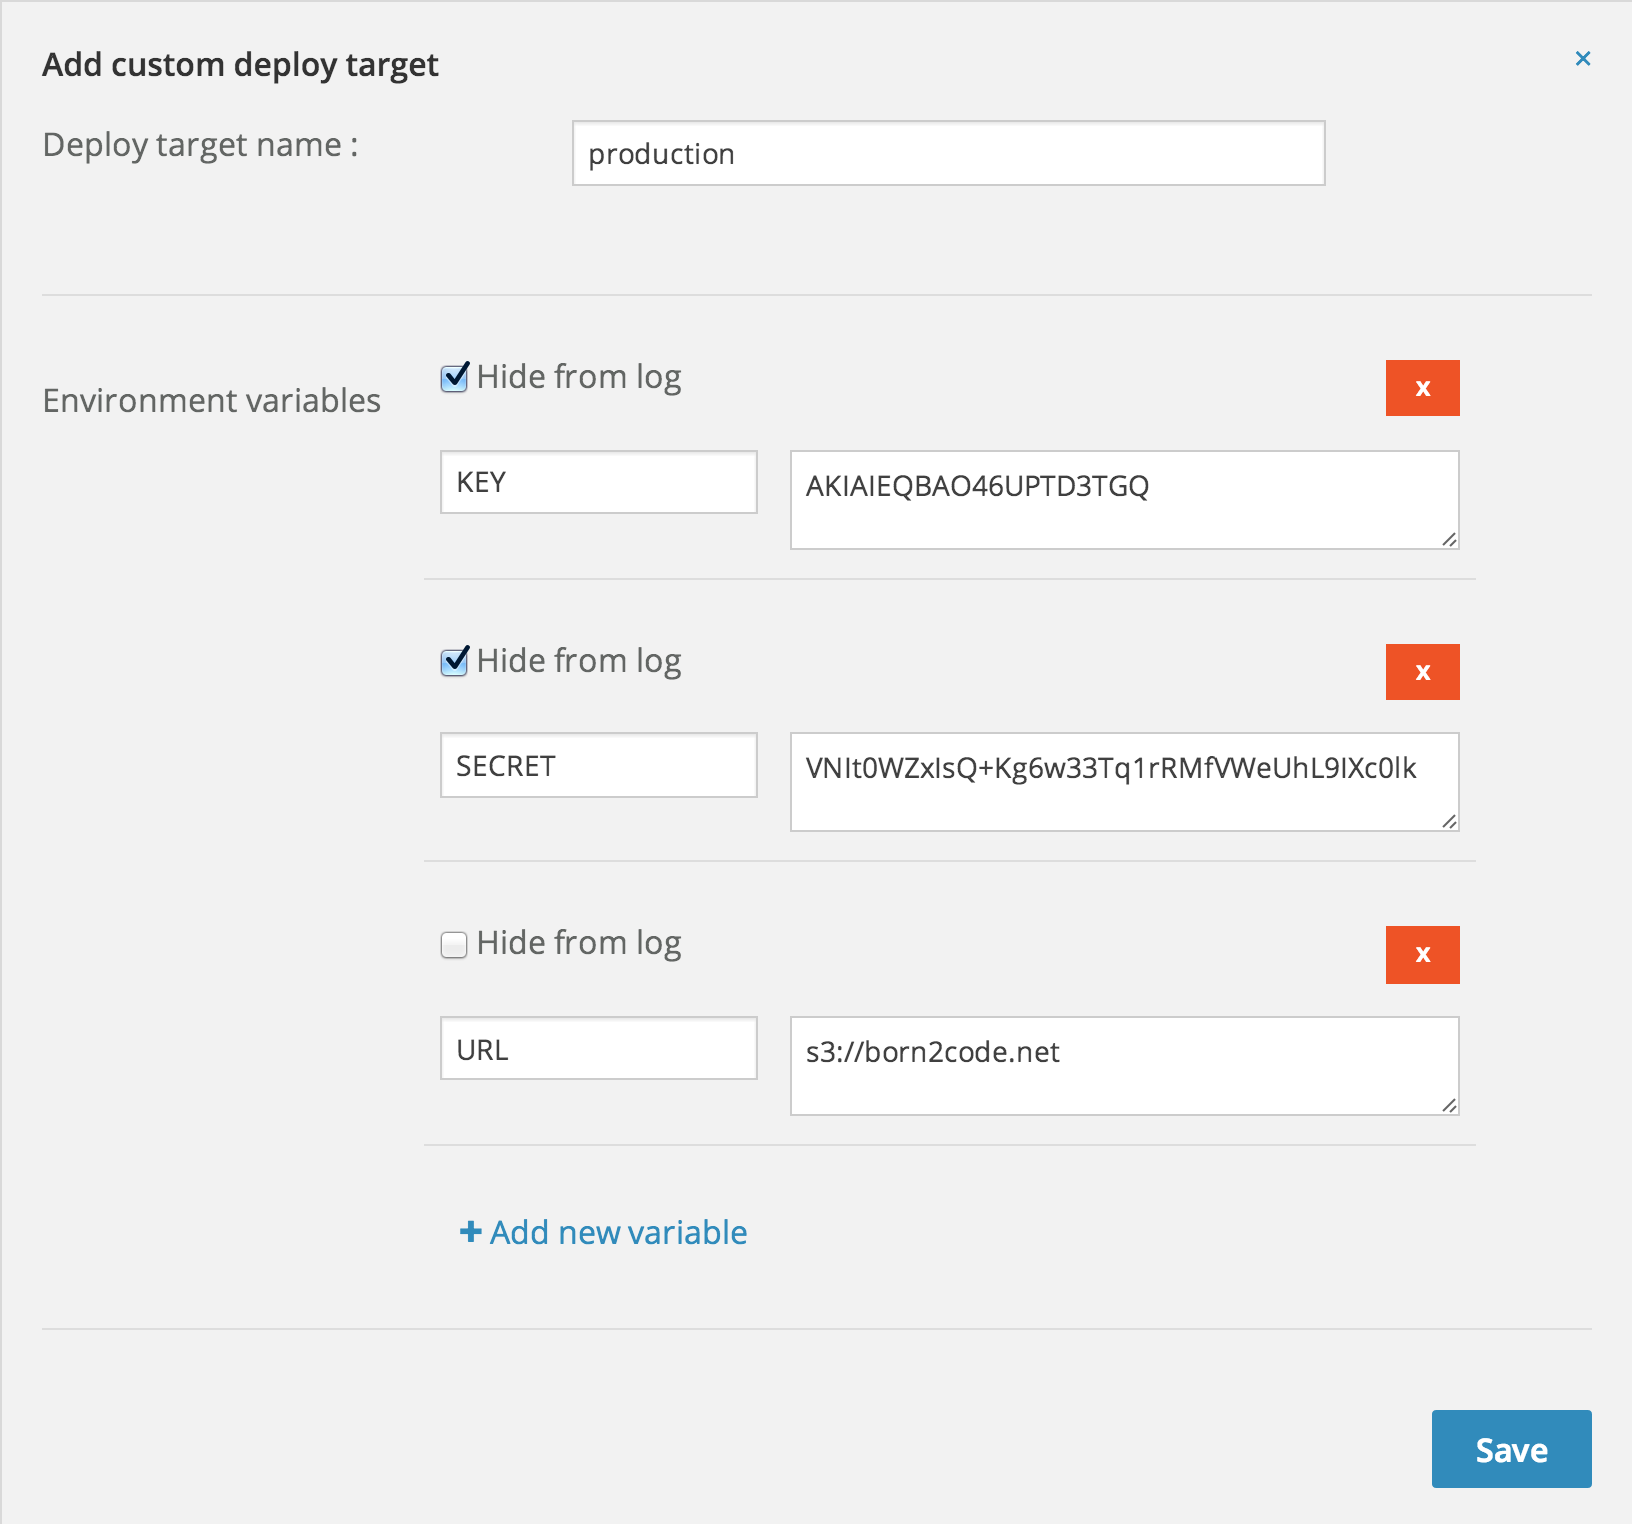 Add custom deploy target
×
Deploy target name :
production
Environment variables
Hide from log
x
KEY
AKIAIEQBAO46UPTD3TGQ
Hide from log
x
SECRET
VNIt0WZxIsQ+Kg6w33Tq1rRMfVWeUhL9IXc0lk
Hide from log
x
URL
s3://born2code.net
+ Add new variable
Save